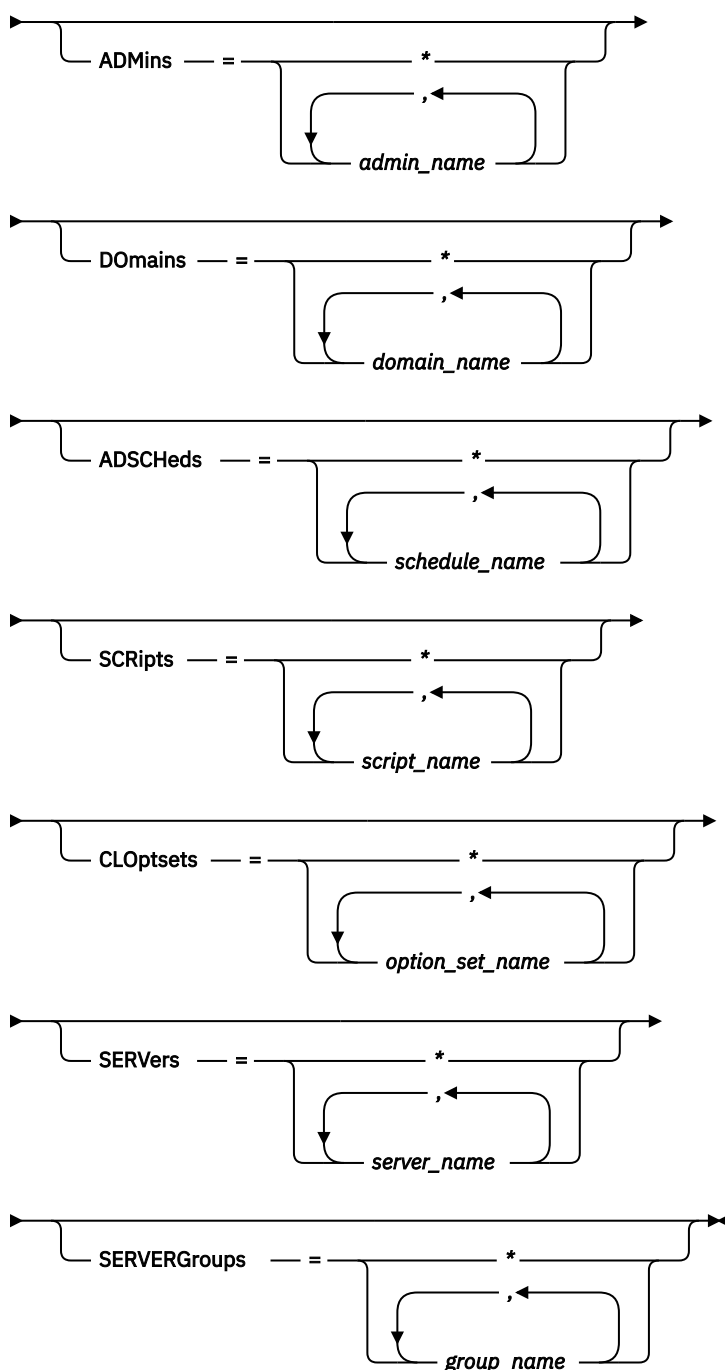 ADMins = *
,
admin_name
DOmains = *
,
domain_name
ADSCHeds = *
,
schedule_name
SCRipts = *
,
script_name
CLOptsets = *
,
option_set_name
SERVers = *
,
server_name
SERVERGroups = *
,
group_name